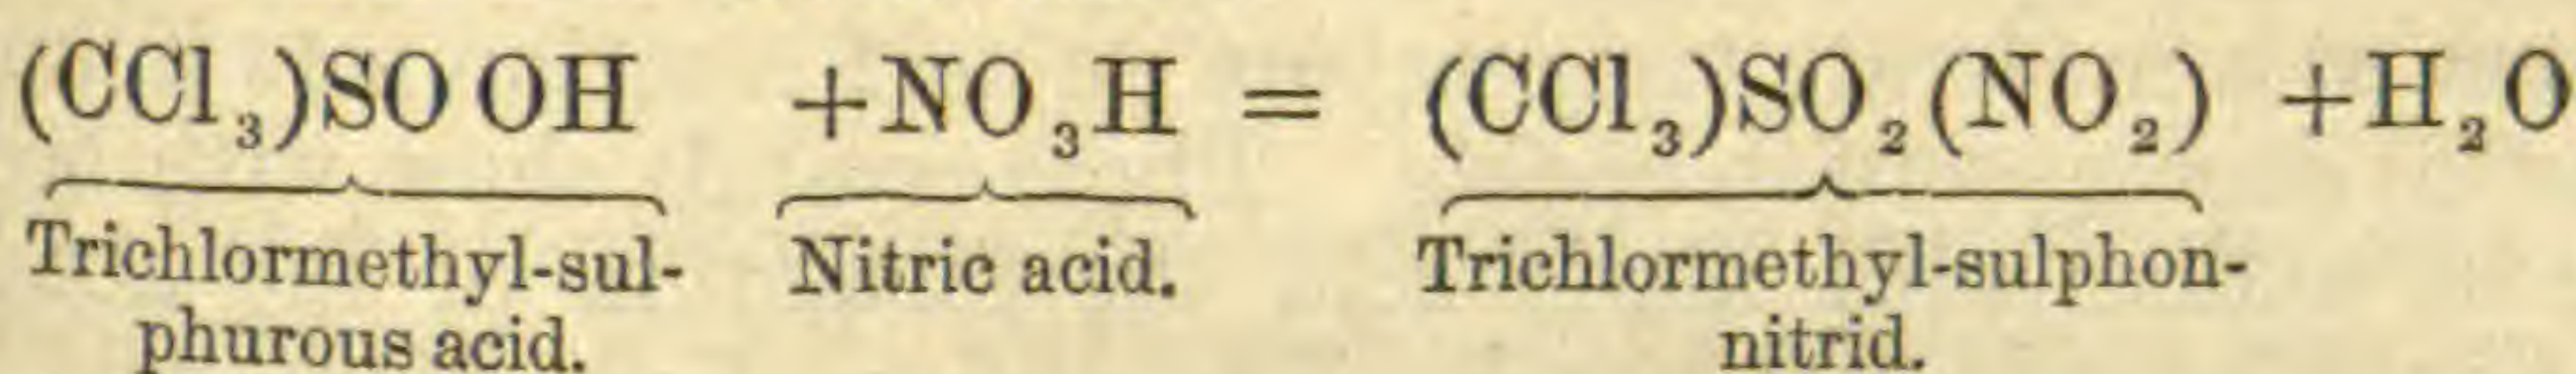 (CCl₃)SO OH +NO₃H = (CCl₃)SO₂(NO₂) +H₂O
Trichlormethyl-sul- Nitric acid. Trichlormethyl-sulphon-
phurous acid. nitrid.